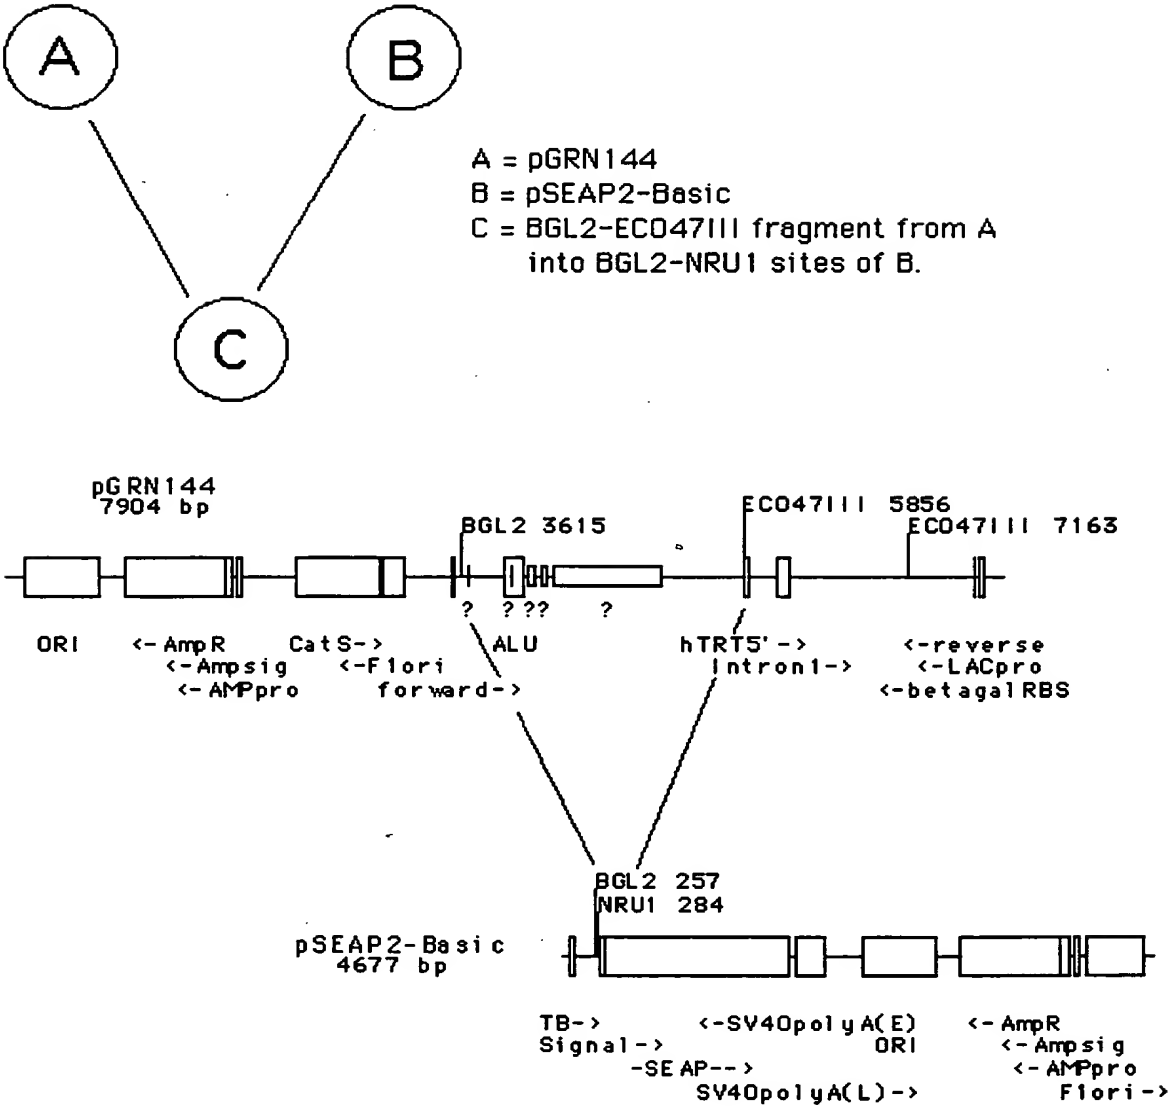 A
B
A = pGRN144
B = pSEAP2-Basic
C = BGL2-ECO47III fragment from A
into BGL2-NRU1 sites of B.
C
pGRN144
7904 bp
BGL2 3615
ECO47III 5856
ECO47III 7163
? ? ?? ?
ORI <-AmpR CatS-> ALU hTRT5'-> <-reverse
<-Ampsig <-F1ori Intron1-> <-LACpro
<-AMPpro forward-> <-betagalRBS
BGL2 257
NRU1 284
pSEAP2-Basic
4677 bp
TB-> <-SV40polyA(E) <-AmpR
Signal-> ORI <-Ampsig
-SEAP--> <-AMPpro
SV40polyA(L)-> F1ori->